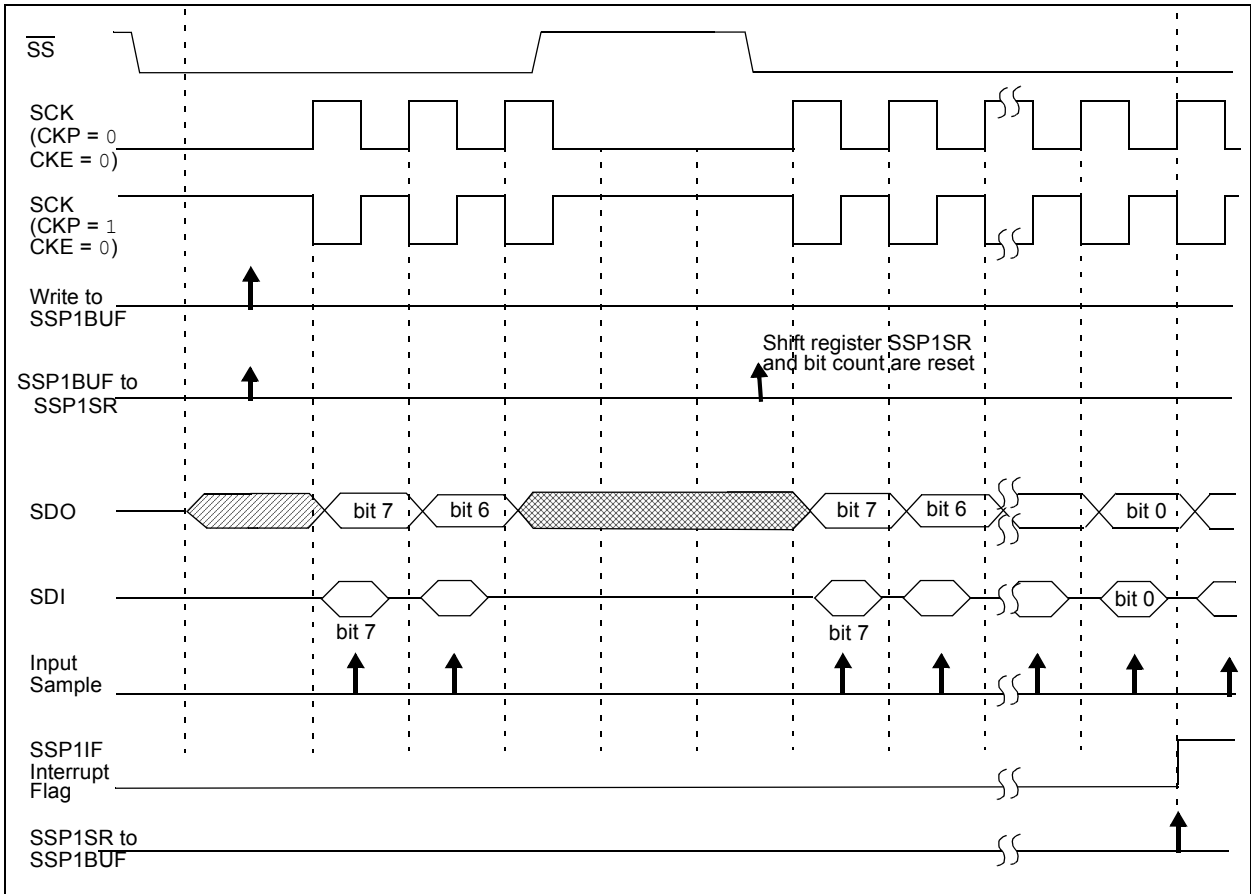 SS
SCK
(CKP = 0
CKE = 0)
SCK
(CKP = 1
CKE = 0)
Write to
SSP1BUF
Shift register SSP1SR
and bit count are reset
SSP1BUF to
SSP1SR
SDO
bit 7
bit 6
bit 7
bit 6
bit 0
SDI
bit 0
bit 7
bit 7
Input
Sample
SSP1IF
Interrupt
Flag
SSP1SR to
SSP1BUF